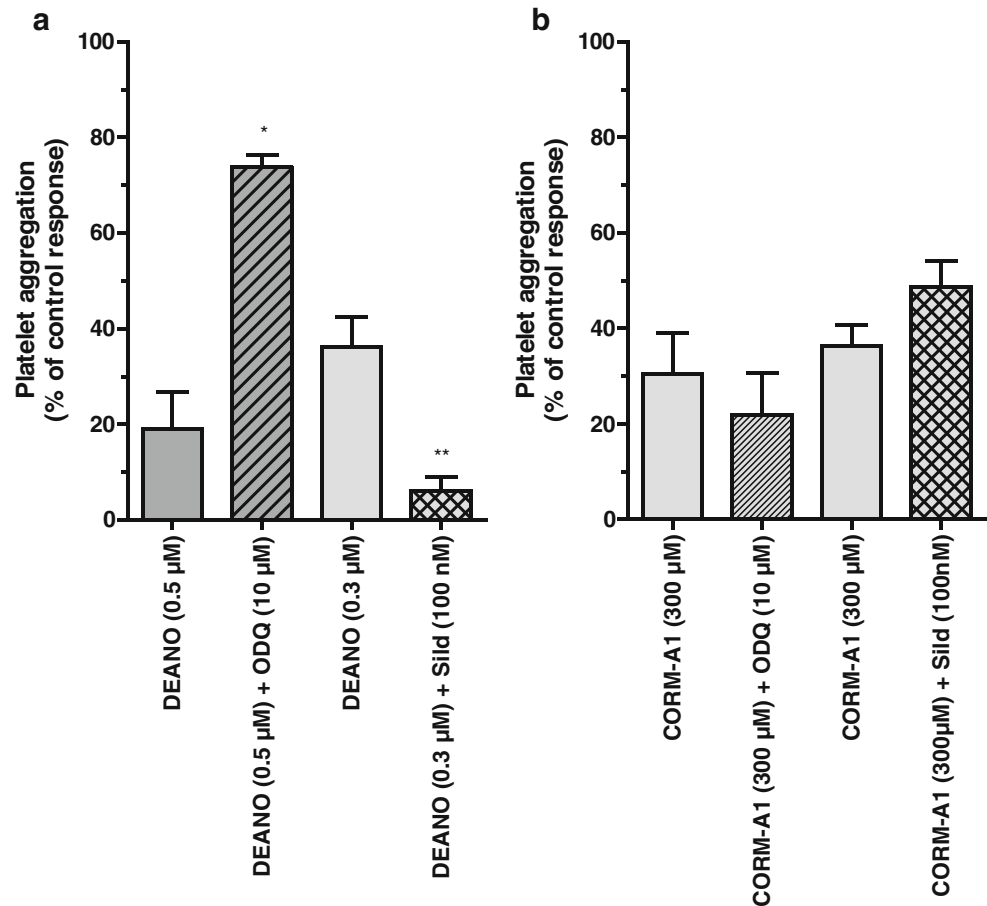 a
Platelet aggregation
(% of control response)
100
80
60
40
20
0
*
**
DEANO (0.5 µM)
DEANO (0.5 µM) + ODQ (10 µM)
DEANO (0.3 µM)
DEANO (0.3 µM) + Sild (100 nM)
b
Platelet aggregation
(% of control response)
100
80
60
40
20
0
CORM-A1 (300 µM)
CORM-A1 (300 µM) + ODQ (10 µM)
CORM-A1 (300 µM)
CORM-A1 (300µM) + Sild (100nM)